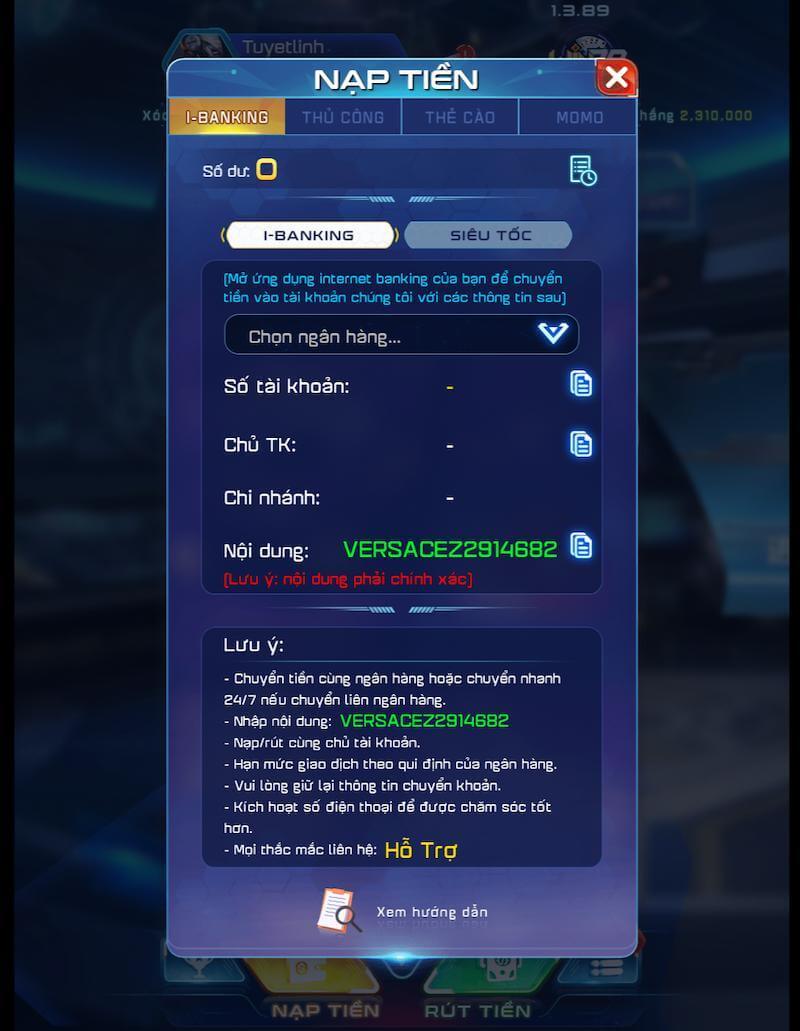 1.3.89
Tuyetlinh
NẠP TIỀN
Xóc
hắng 2,310,000
I-BANKING THỦ CÔNG THẺ CÀO MOMO
Số dư: 0
I-BANKING SIÊU TỐC
(Mở ứng dụng internet banking của bạn để chuyển
tiền vào tài khoản chúng tôi với các thông tin sau)
Chọn ngân hàng...
Số tài khoản: -
Chủ TK: -
Chi nhánh: -
Nội dung: VERSACEZ2914682
(Lưu ý: nội dung phải chính xác)
Lưu ý:
- Chuyển tiền cùng ngân hàng hoặc chuyển nhanh
24/7 nếu chuyển liên ngân hàng.
- Nhập nội dung: VERSACEZ2914682
- Nạp/rút cùng chủ tài khoản.
- Hạn mức giao dịch theo qui định của ngân hàng.
- Vui lòng giữ lại thông tin chuyển khoản.
- Kích hoạt số điện thoại để được chăm sóc tốt
hơn.
- Mọi thắc mắc liên hệ: Hỗ Trợ
Xem hướng dẫn
NẠP TIỀN RÚT TIỀN